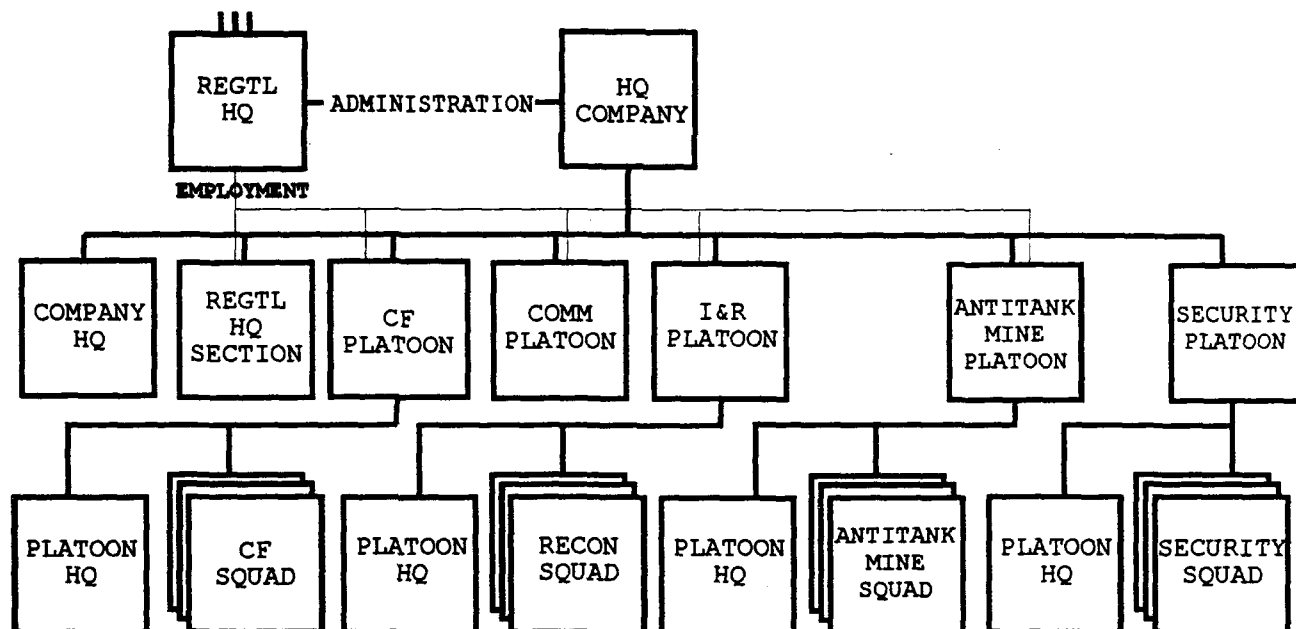 REGTL
HQ
ADMINISTRATION
HQ
COMPANY
EMPLOYMENT
COMPANY
HQ
REGTL
HQ
SECTION
CF
PLATOON
COMM
PLATOON
I&R
PLATOON
ANTITANK
MINE
PLATOON
SECURITY
PLATOON
PLATOON
HQ
CF
SQUAD
PLATOON
HQ
RECON
SQUAD
PLATOON
HQ
ANTITANK
MINE
SQUAD
PLATOON
HQ
SECURITY
SQUAD